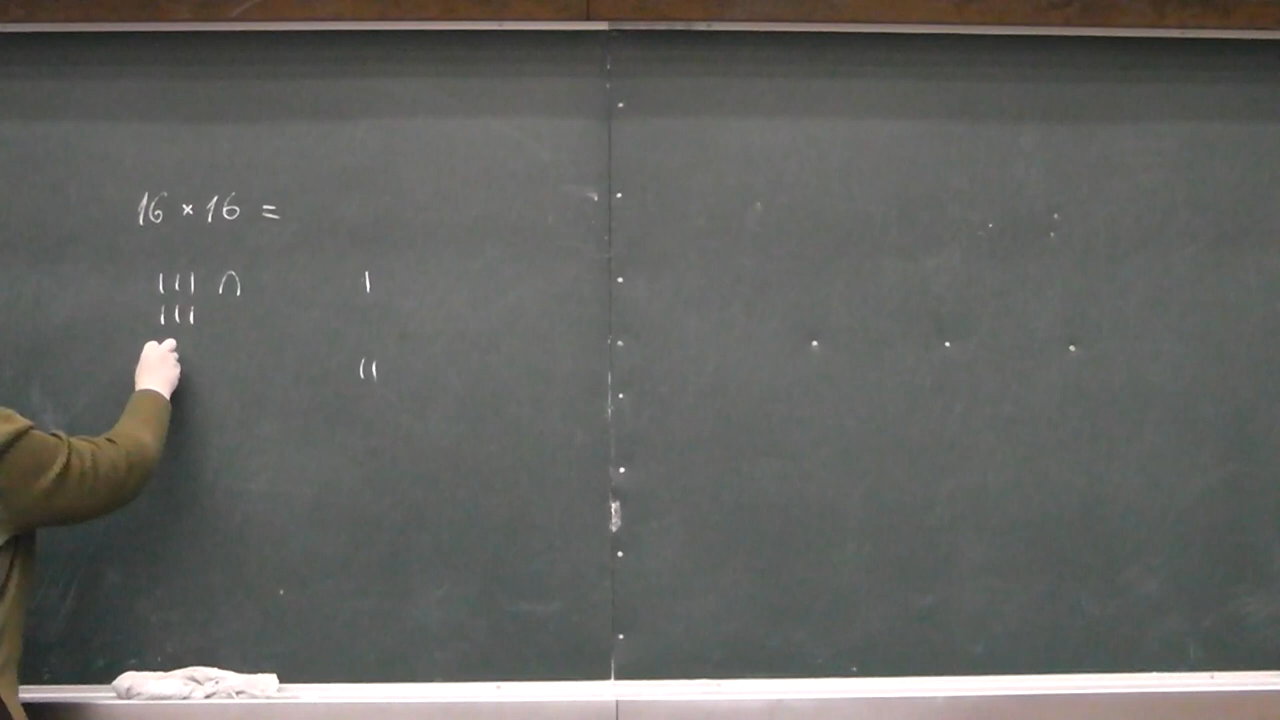 16 × 16 =
||| ∩ |
|||
||